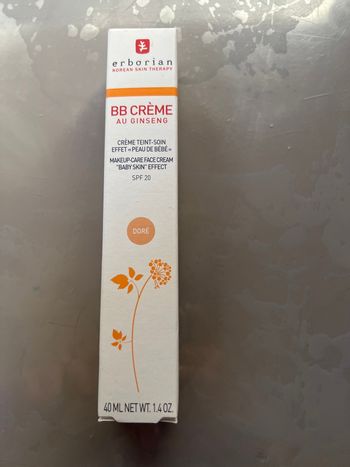 erborian
KOREAN SKIN THERAPY
BB CRÈME
AU GINSENG
CRÈME TEINT-SOIN
EFFET « PEAU DE BÉBÉ »
MAKEUP-CARE FACE CREAM
"BABY SKIN" EFFECT
SPF 20
DORÉ
40 ML NET WT. 1.4 OZ.